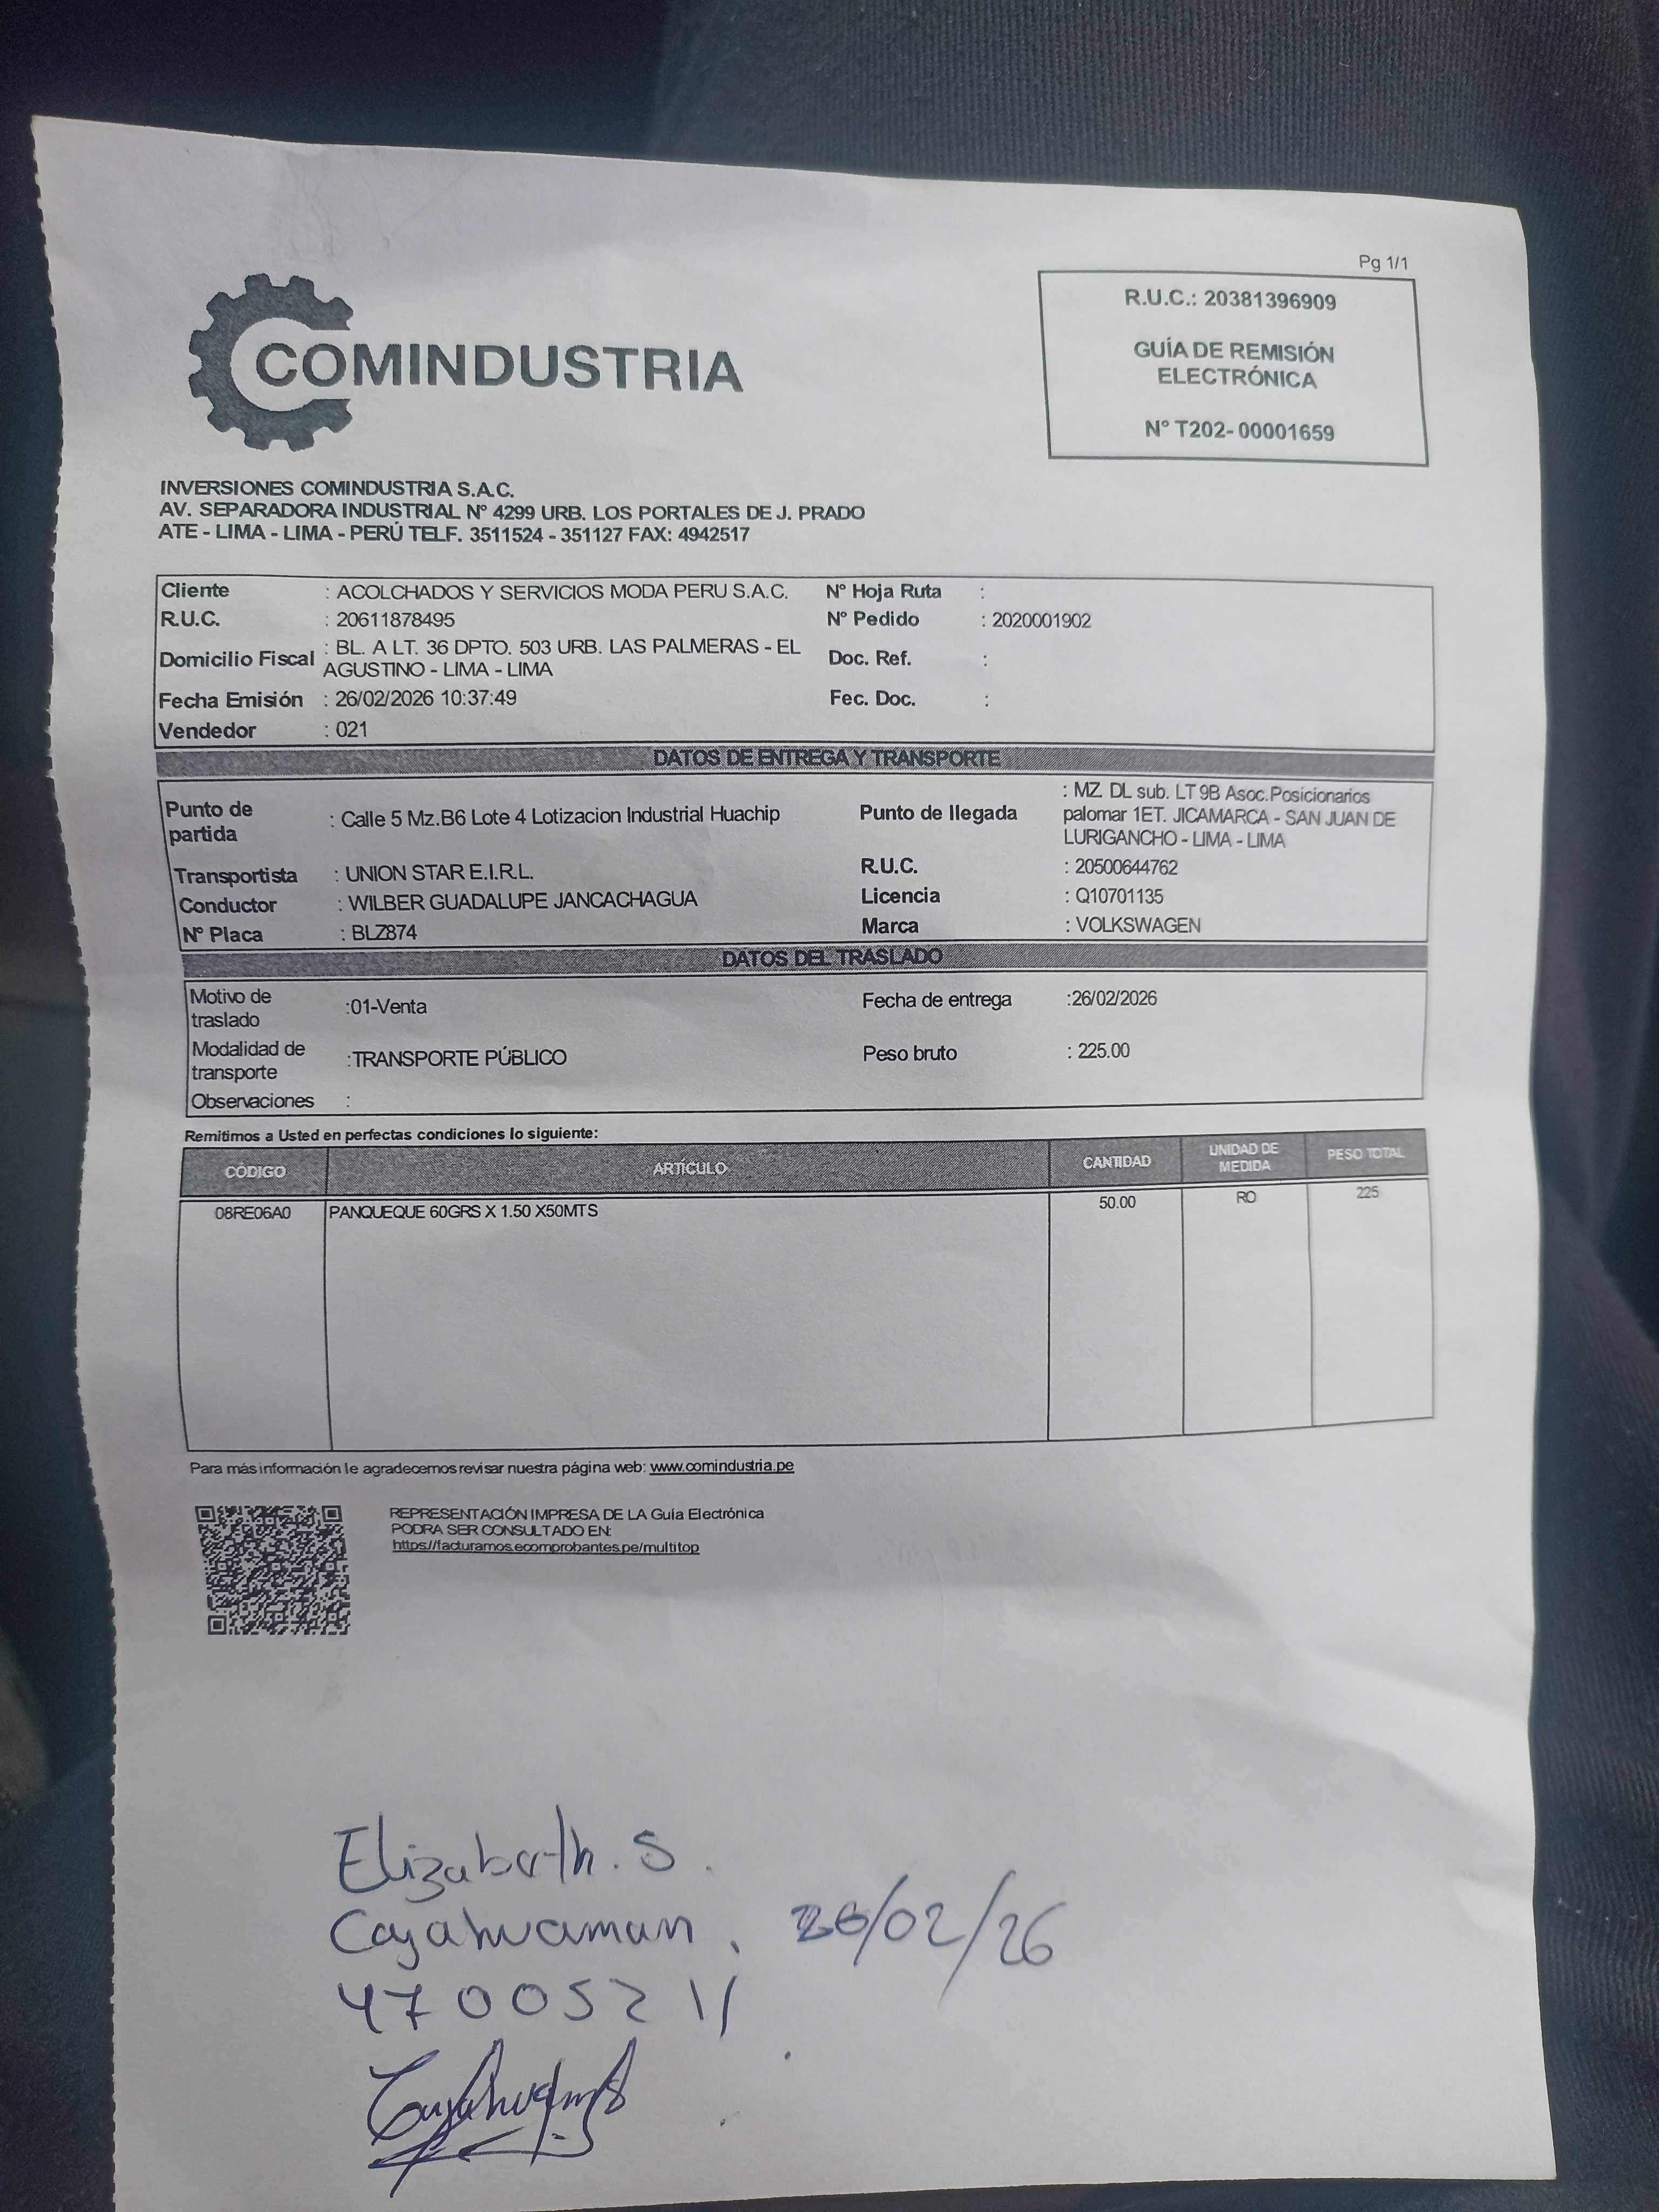 Pg 1/1
COMINDUSTRIA
R.U.C.: 20381396909
GUÍA DE REMISIÓN
ELECTRÓNICA
Nº T202- 00001659
INVERSIONES COMINDUSTRIA S.A.C.
AV. SEPARADORA INDUSTRIAL Nº 4299 URB. LOS PORTALES DE J. PRADO
ATE - LIMA - LIMA - PERÚ TELF. 3511524 - 351127 FAX: 4942517
Cliente : ACOLCHADOS Y SERVICIOS MODA PERU S.A.C. Nº Hoja Ruta :
R.U.C. : 20611878495 Nº Pedido : 2020001902
Domicilio Fiscal : BL. A LT. 36 DPTO. 503 URB. LAS PALMERAS - EL Doc. Ref. :
AGUSTINO - LIMA - LIMA
Fecha Emisión : 26/02/2026 10:37:49 Fec. Doc. :
Vendedor : 021
DATOS DE ENTREGA Y TRANSPORTE
Punto de partida : Calle 5 Mz.B6 Lote 4 Lotizacion Industrial Huachip Punto de llegada : MZ. DL sub. LT 9B Asoc.Posicionarios
palomar 1ET. JICAMARCA - SAN JUAN DE
LURIGANCHO - LIMA - LIMA
Transportista : UNION STAR E.I.R.L. R.U.C. : 20500644762
Conductor : WILBER GUADALUPE JANCACHAGUA Licencia : Q10701135
Nº Placa : BLZ874 Marca : VOLKSWAGEN
DATOS DEL TRASLADO
Motivo de traslado :01-Venta Fecha de entrega :26/02/2026
Modalidad de transporte :TRANSPORTE PÚBLICO Peso bruto : 225.00
Observaciones :
Remitimos a Usted en perfectas condiciones lo siguiente:
CÓDIGO ARTÍCULO CANTIDAD UNIDAD DE MEDIDA PESO TOTAL
08RE06A0 PANQUEQUE 60GRS X 1.50 X50MTS 50.00 RO 225
Para más información le agradecemos revisar nuestra página web: www.comindustria.pe
REPRESENTACIÓN IMPRESA DE LA Guía Electrónica
PODRA SER CONSULTADO EN:
https://facturamos.ecomprobantes.pe/multitop
Elizabeth. S.
Cayahuaman. 26/02/26
47005211